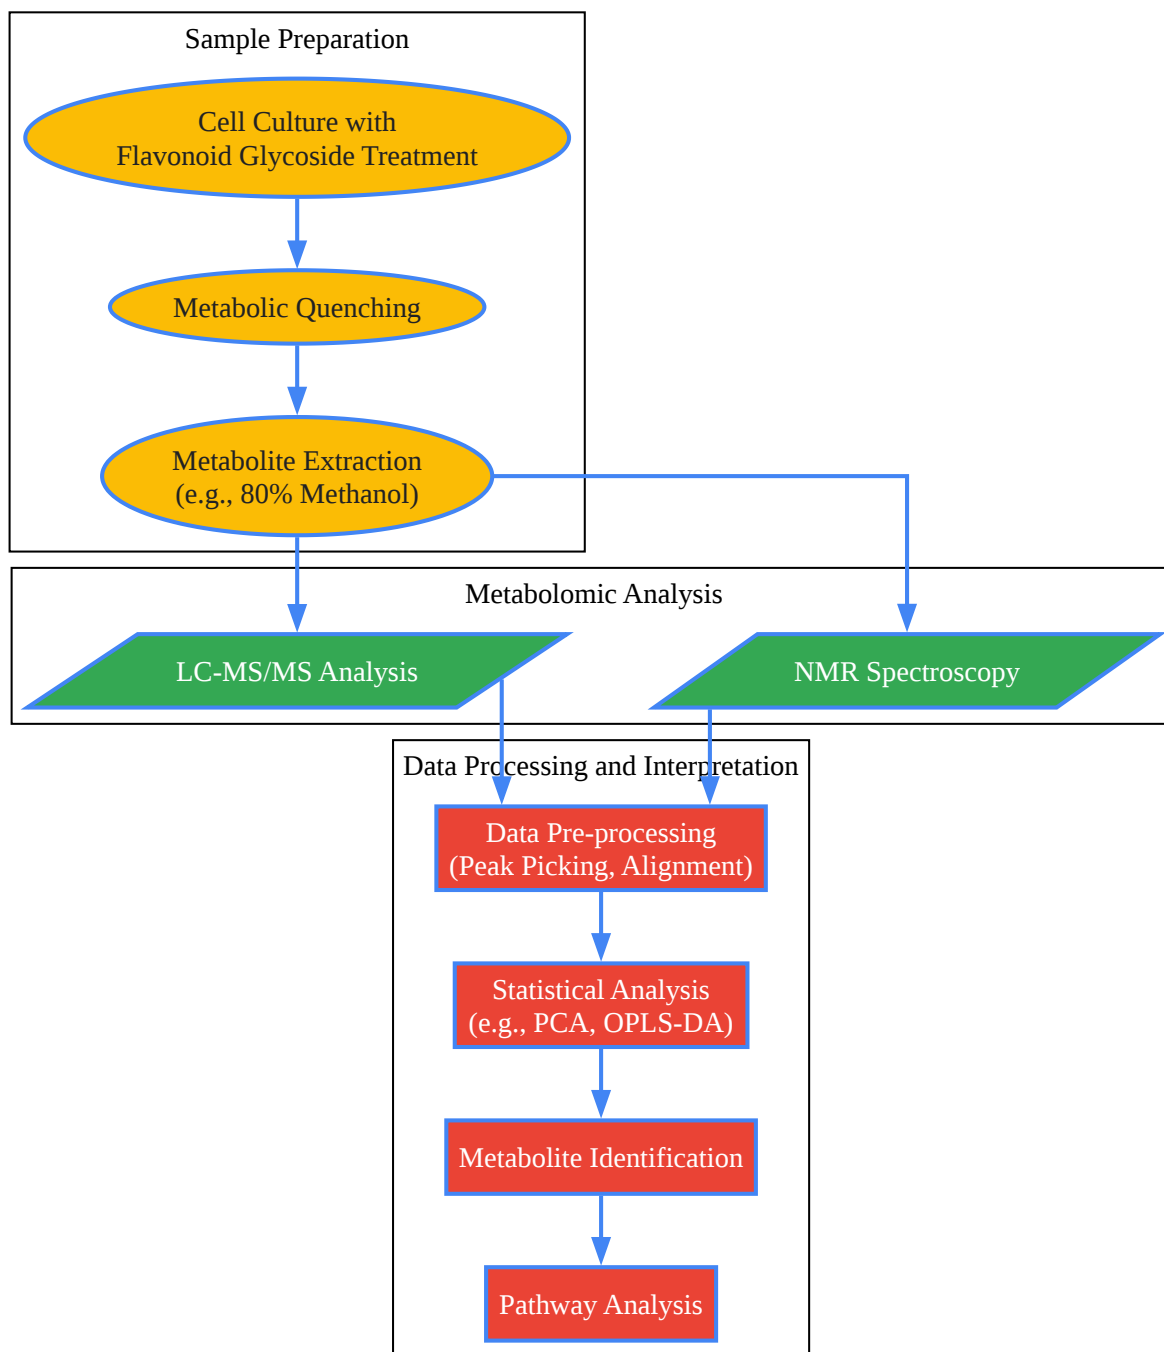 Sample Preparation
Cell Culture with
Flavonoid Glycoside Treatment
Metabolic Quenching
Metabolite Extraction
(e.g., 80% Methanol)
Metabolomic Analysis
LC-MS/MS Analysis
NMR Spectroscopy
Data Processing and Interpretation
Data Pre-processing
(Peak Picking, Alignment)
Statistical Analysis
(e.g., PCA, OPLS-DA)
Metabolite Identification
Pathway Analysis